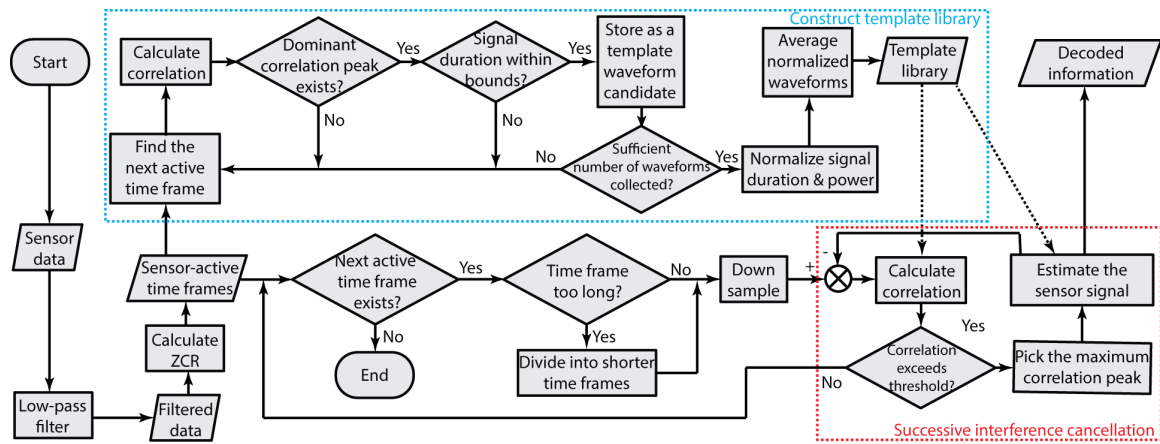 Construct template library
Start
Calculate
correlation
Dominant
correlation peak
exists?
Yes
Signal
duration within
bounds?
Yes
Store as a
template
waveform
candidate
Average
normalized
waveforms
Template
library
Decoded
information
No
No
Find the
next active
time frame
No
Sufficient
number of waveforms
collected?
Yes
Normalize signal
duration & power
Sensor
data
Sensor-active
time frames
Next active
time frame
exists?
Yes
Time frame
too long?
No
Down
sample
+
-
Calculate
correlation
Estimate the
sensor signal
Calculate
ZCR
No
End
Yes
Divide into shorter
time frames
No
Correlation
exceeds
threshold?
Yes
Pick the maximum
correlation peak
Low-pass
filter
Filtered
data
Successive interference cancellation